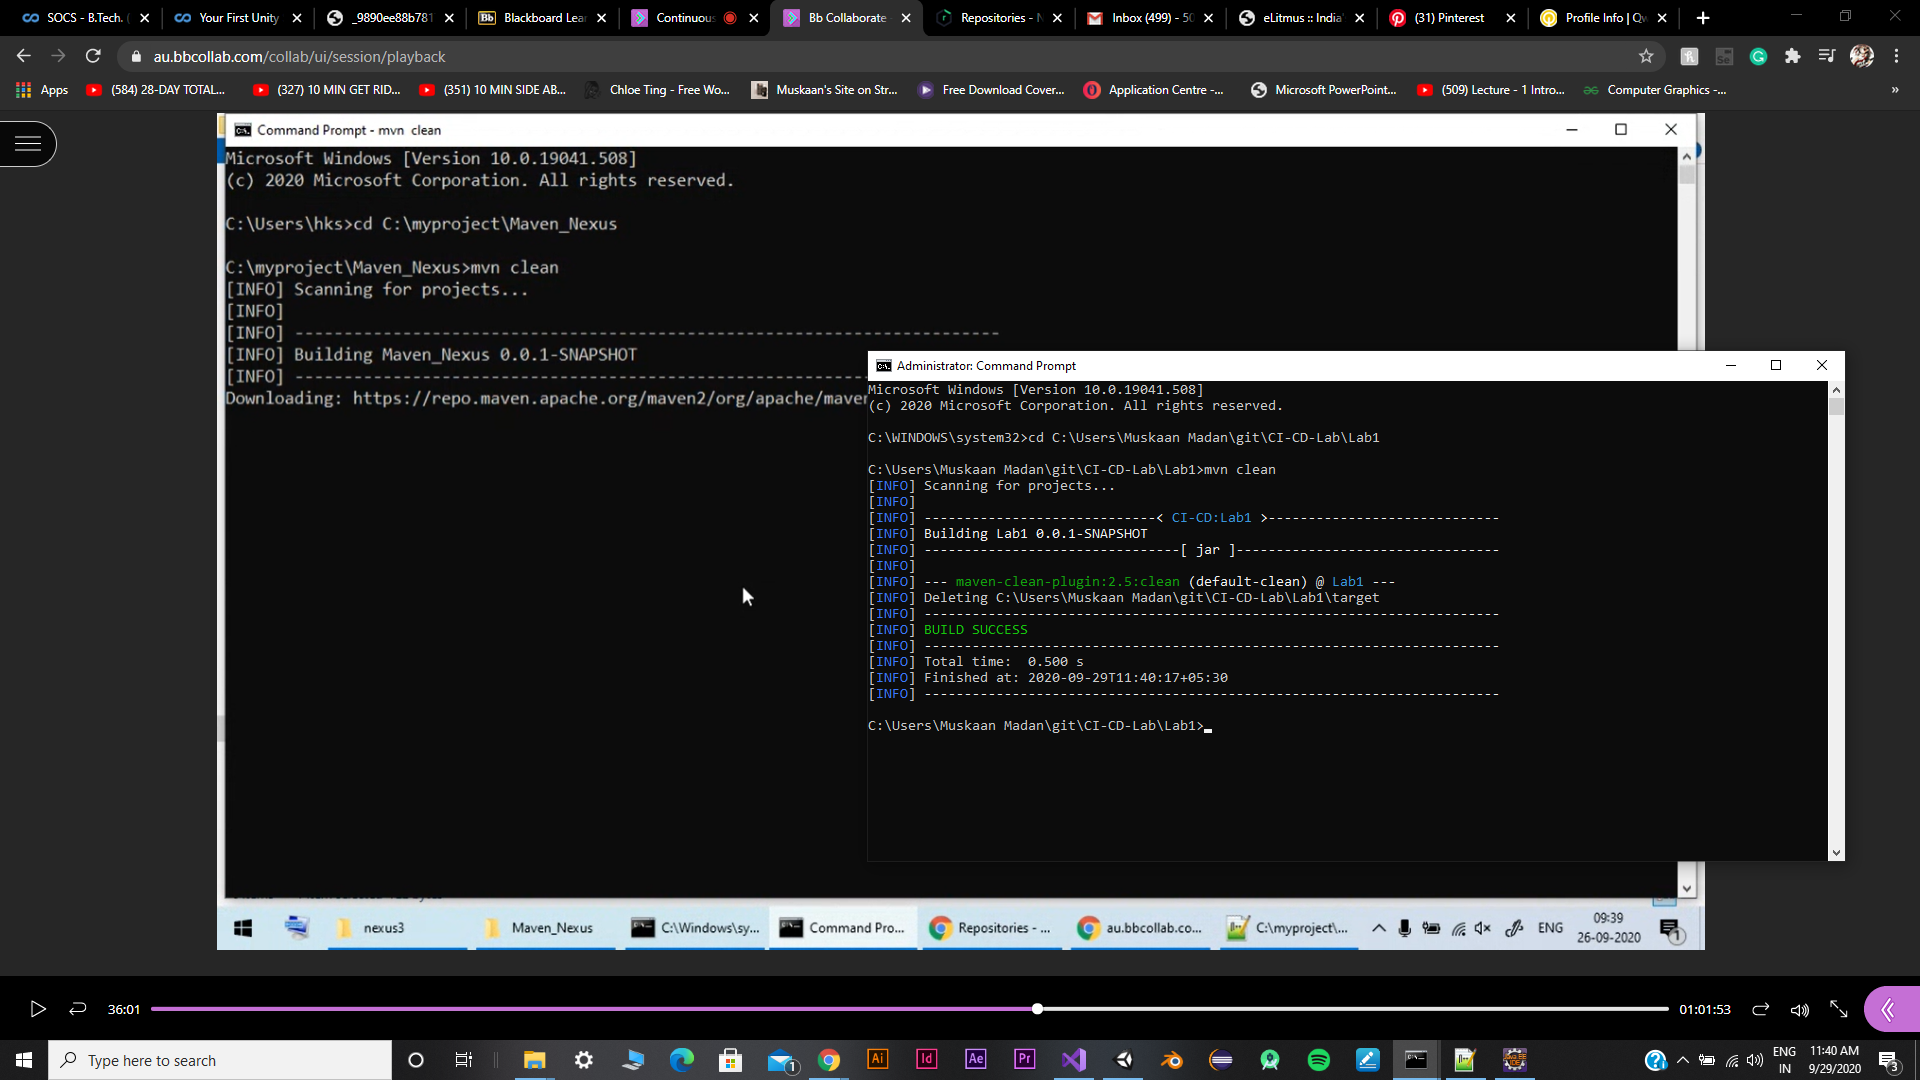 SOCS - B.Tech. (
Your First Unity
_9890ee88b781
Blackboard Lea
Continuous
Bb Collaborate
Repositories - N
Inbox (499) - 50
eLitmus :: India'
(31) Pinterest
Profile Info | Qw
au.bbcollab.com/collab/ui/session/playback
Apps
(584) 28-DAY TOTAL...
(327) 10 MIN GET RID...
(351) 10 MIN SIDE AB...
Chloe Ting - Free Wo...
Muskaan's Site on Str...
Free Download Cover...
Application Centre -...
Microsoft PowerPoint...
(509) Lecture - 1 Intro...
Computer Graphics -...
»
Command Prompt - mvn  clean
Microsoft Windows [Version 10.0.19041.508]
(c) 2020 Microsoft Corporation. All rights reserved.
C:\Users\hks>cd C:\myproject\Maven_Nexus
C:\myproject\Maven_Nexus>mvn clean
[INFO] Scanning for projects...
[INFO]
[INFO] ------------------------------------------------------------------------
[INFO] Building Maven_Nexus 0.0.1-SNAPSHOT
[INFO] ------------------------------------------------------------------------
Downloading: https://repo.maven.apache.org/maven2/org/apache/maven
Administrator: Command Prompt
Microsoft Windows [Version 10.0.19041.508]
(c) 2020 Microsoft Corporation. All rights reserved.
C:\WINDOWS\system32>cd C:\Users\Muskaan Madan\git\CI-CD-Lab\Lab1
C:\Users\Muskaan Madan\git\CI-CD-Lab\Lab1>mvn clean
[INFO] Scanning for projects...
[INFO]
[INFO] -----------------------------< CI-CD:Lab1 >-----------------------------
[INFO] Building Lab1 0.0.1-SNAPSHOT
[INFO] --------------------------------[ jar ]---------------------------------
[INFO]
[INFO] --- maven-clean-plugin:2.5:clean (default-clean) @ Lab1 ---
[INFO] Deleting C:\Users\Muskaan Madan\git\CI-CD-Lab\Lab1\target
[INFO] ------------------------------------------------------------------------
[INFO] BUILD SUCCESS
[INFO] ------------------------------------------------------------------------
[INFO] Total time:  0.500 s
[INFO] Finished at: 2020-09-29T11:40:17+05:30
[INFO] ------------------------------------------------------------------------
C:\Users\Muskaan Madan\git\CI-CD-Lab\Lab1>
nexus3
Maven_Nexus
C:\Windows\sy...
Command Pro...
Repositories - ...
au.bbcollab.co...
C:\myproject\...
ENG
09:39
26-09-2020
1
36:01
01:01:53
Type here to search
1
Ai
Id
Ae
Pr
ENG
IN
11:40 AM
9/29/2020
3